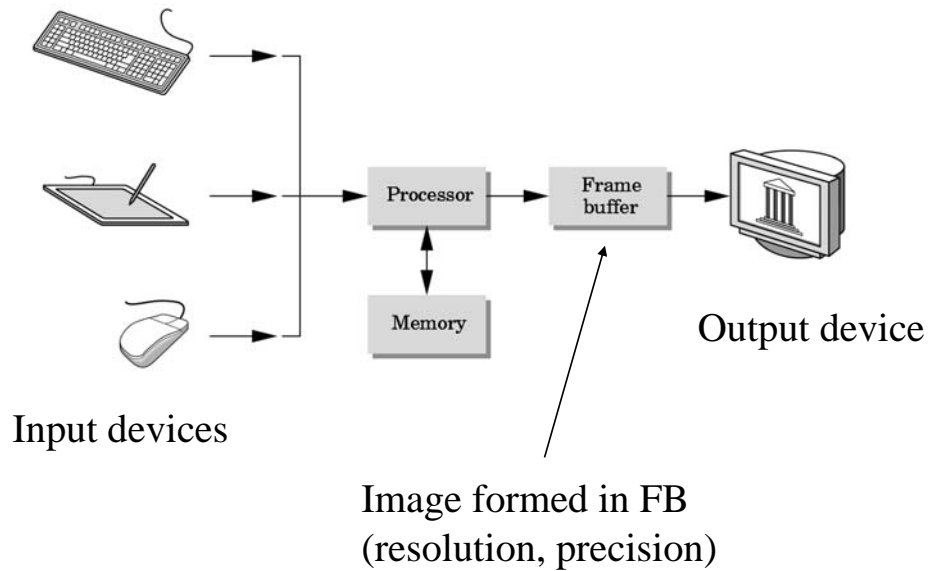 Processor
Frame
buffer
Memory
Output device
Input devices
Image formed in FB
(resolution, precision)